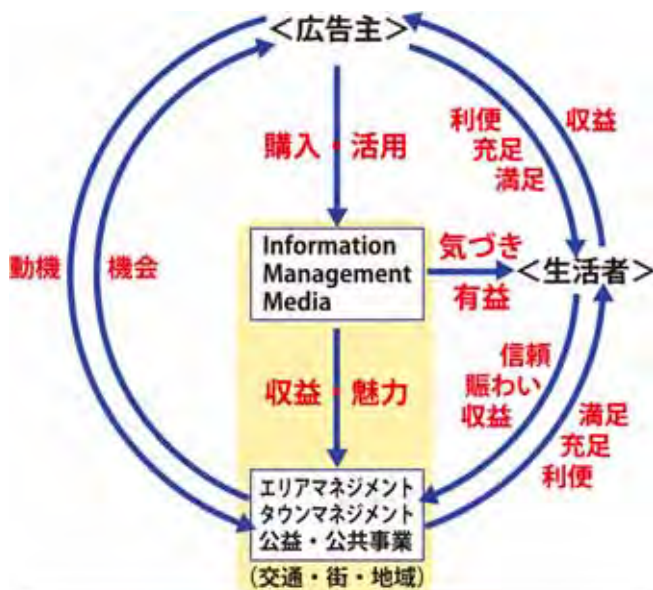 ＜広告主＞
利便
充足
満足
収益
購入・活用
動機
機会
Information
Management
Media
気づき
有益
＜生活者＞
信頼
賑わい
収益
収益・魅力
満足
充足
利便
エリアマネジメント
タウンマネジメント
公益・公共事業
（交通・街・地域）